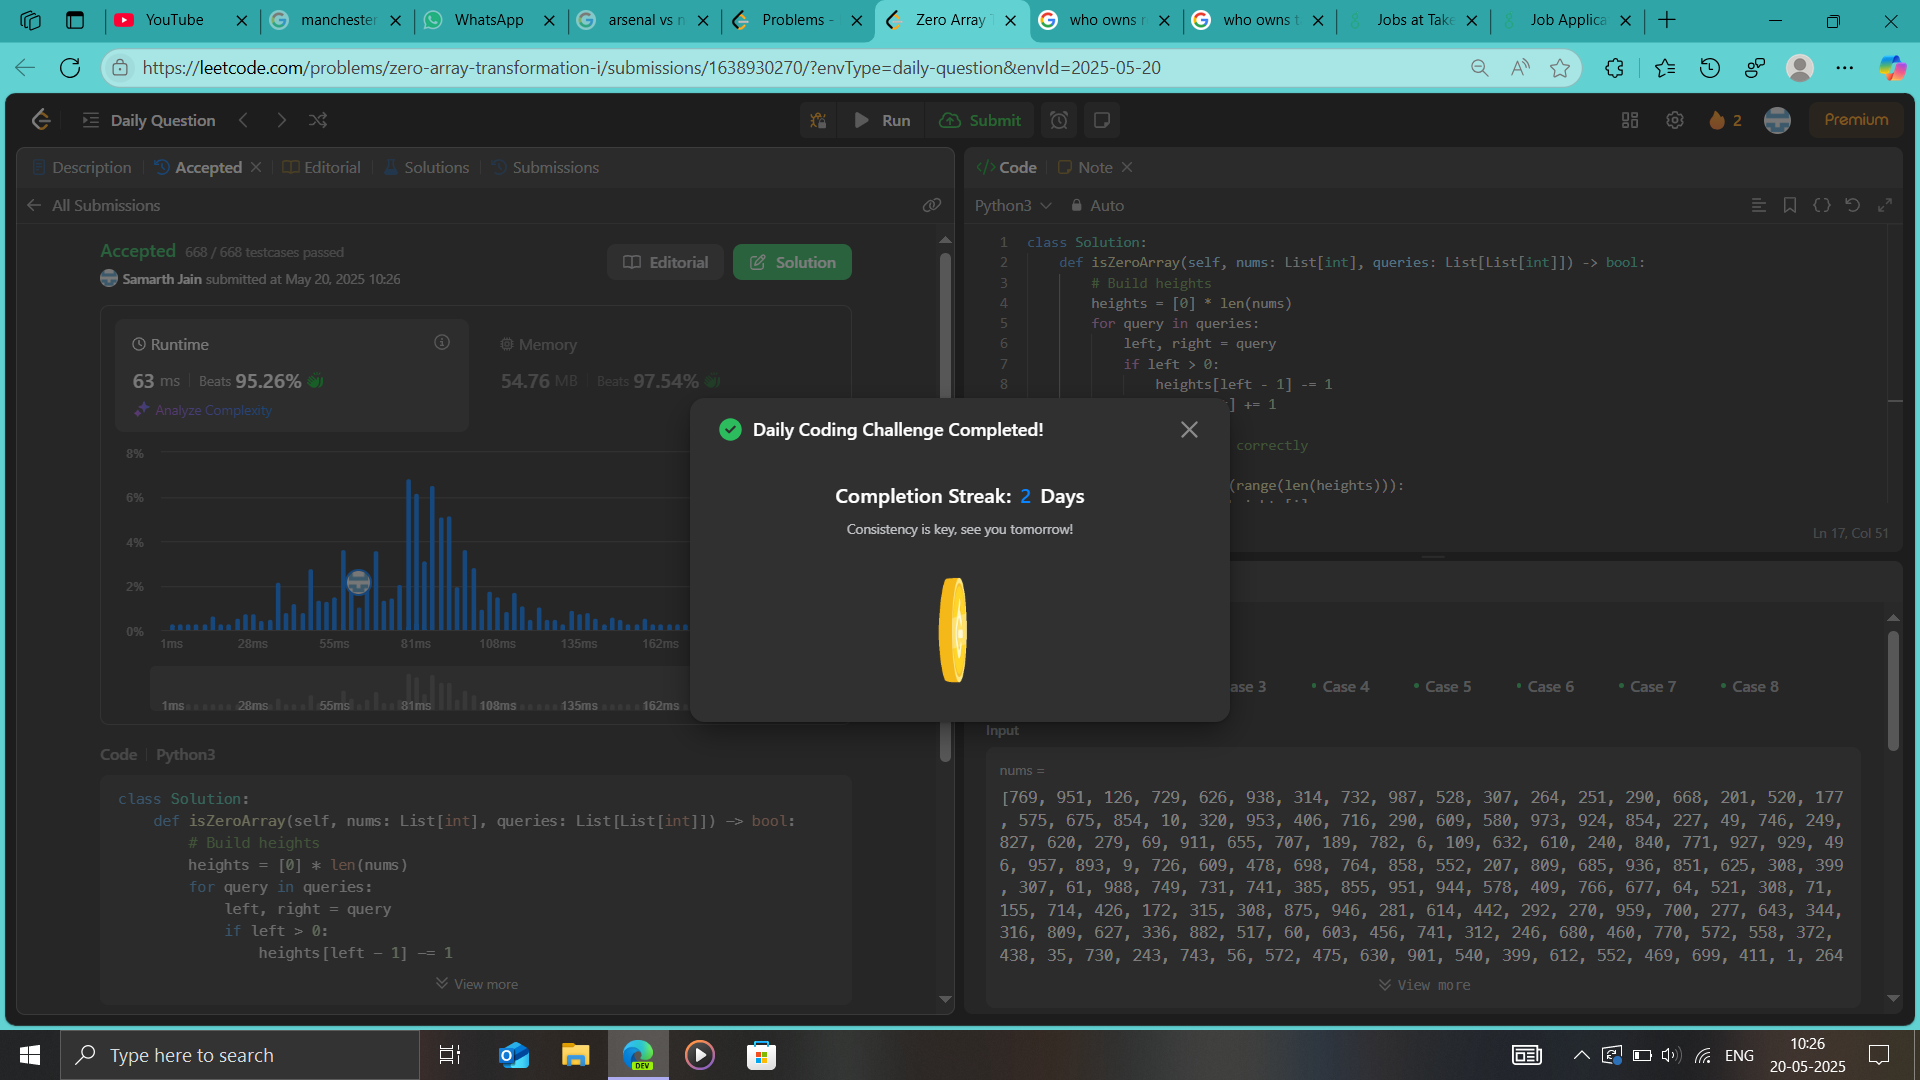 YouTube
manchester
WhatsApp
arsenal vs n
Problems -
Zero Array T
who owns r
who owns t
Jobs at Take
Job Applica
https://leetcode.com/problems/zero-array-transformation-i/submissions/1638930270/?envType=daily-question&envId=2025-05-20
Daily Question
Run
Submit
2
Premium
Description
Accepted
Editorial
Solutions
Submissions
All Submissions
Accepted 668 / 668 testcases passed
Samarth Jain submitted at May 20, 2025 10:26
Editorial
Solution
Runtime
63 ms Beats 95.26%
Analyze Complexity
Memory
54.76 MB Beats 97.54%
8%
6%
4%
2%
0%
1ms 28ms 55ms 81ms 108ms 135ms 162ms
1ms 28ms 55ms 81ms 108ms 135ms 162ms
Code Python3
class Solution:
def isZeroArray(self, nums: List[int], queries: List[List[int]]) -> bool:
# Build heights
heights = [0] * len(nums)
for query in queries:
left, right = query
if left > 0:
heights[left - 1] -= 1
View more
Daily Coding Challenge Completed!
Completion Streak: 2 Days
Consistency is key, see you tomorrow!
Code
Note
Python3
Auto
1 class Solution:
2 def isZeroArray(self, nums: List[int], queries: List[List[int]]) -> bool:
3 # Build heights
4 heights = [0] * len(nums)
5 for query in queries:
6 left, right = query
7 if left > 0:
8 heights[left - 1] -= 1
] += 1
correctly
(range(len(heights))):
Ln 17, Col 51
ase 3
Case 4
Case 5
Case 6
Case 7
Case 8
Input
nums =
[769, 951, 126, 729, 626, 938, 314, 732, 987, 528, 307, 264, 251, 290, 668, 201, 520, 177
, 575, 675, 854, 10, 320, 953, 406, 716, 290, 609, 580, 973, 924, 854, 227, 49, 746, 249,
827, 620, 279, 69, 911, 655, 707, 189, 782, 6, 109, 632, 610, 240, 840, 771, 927, 929, 49
6, 957, 893, 9, 726, 609, 478, 698, 764, 858, 552, 207, 809, 685, 936, 851, 625, 308, 399
, 307, 61, 988, 749, 731, 741, 385, 855, 951, 944, 578, 409, 766, 677, 64, 521, 308, 71,
155, 714, 426, 172, 315, 308, 875, 946, 281, 614, 442, 292, 270, 959, 700, 277, 643, 344,
316, 809, 627, 336, 882, 517, 60, 603, 456, 741, 312, 246, 680, 460, 770, 572, 558, 372,
438, 35, 730, 243, 743, 56, 572, 475, 630, 901, 540, 399, 612, 552, 469, 699, 411, 1, 264
View more
Type here to search
DEV
ENG
10:26
20-05-2025